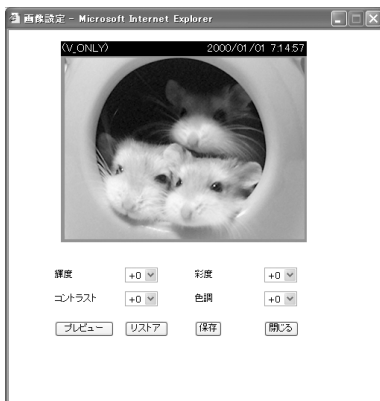 画像設定 - Microsoft Internet Explorer
(V_ONLY) 2000/01/01 7:14:57
輝度 +0 彩度 +0
コントラスト +0 色調 +0
プレビュー リストア 保存 閉じる